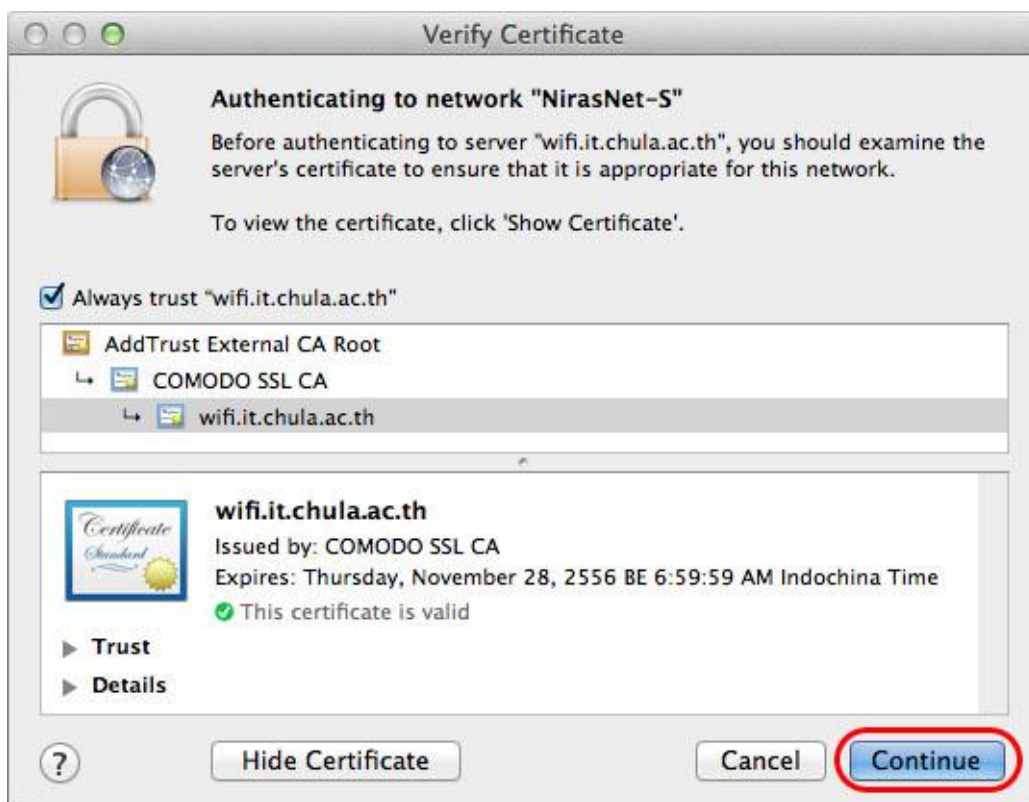 Verify Certificate
Authenticating to network "NirasNet-S"
Before authenticating to server "wifi.it.chula.ac.th", you should examine the
server's certificate to ensure that it is appropriate for this network.
To view the certificate, click 'Show Certificate'.
Always trust "wifi.it.chula.ac.th"
AddTrust External CA Root
COMODO SSL CA
wifi.it.chula.ac.th
Certificate
Standard
wifi.it.chula.ac.th
Issued by: COMODO SSL CA
Expires: Thursday, November 28, 2556 BE 6:59:59 AM Indochina Time
This certificate is valid
Trust
Details
?
Hide Certificate
Cancel
Continue